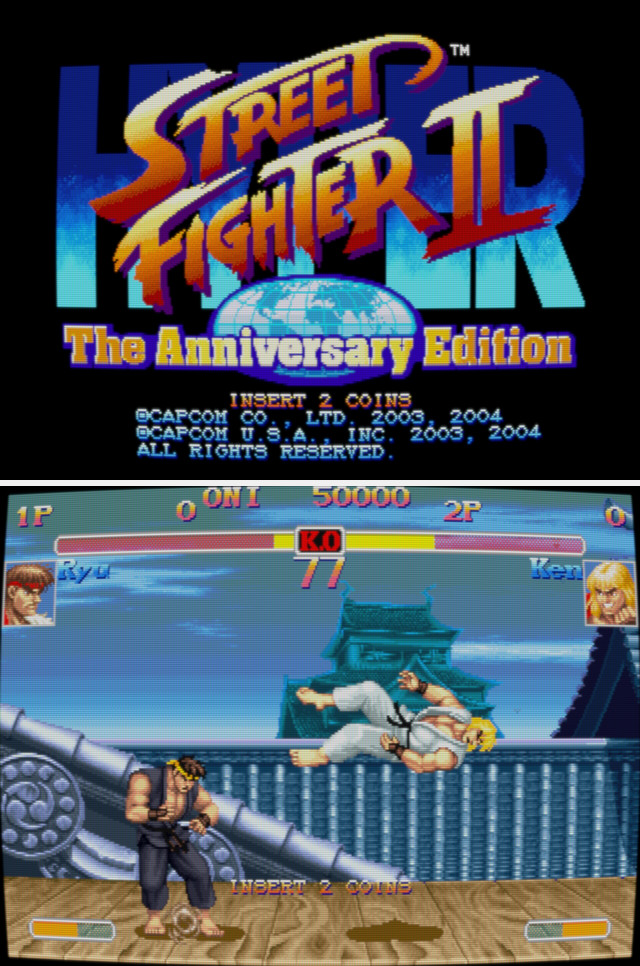 HYPER
STREET
FIGHTER II
TM
The Anniversary Edition
INSERT 2 COINS
©CAPCOM CO., LTD. 2003, 2004
©CAPCOM U.S.A., INC. 2003, 2004
ALL RIGHTS RESERVED.
1P 0 ONI 50000 2P 0
K.O
77
Ryu
Ken
INSERT 2 COINS